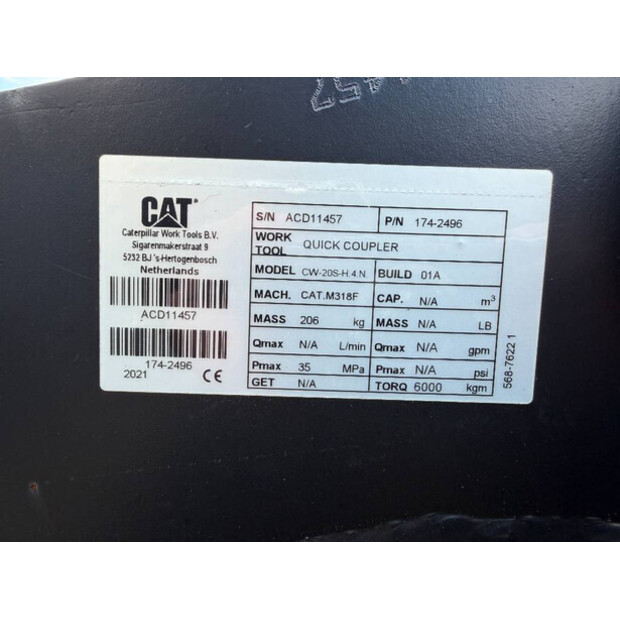 457
CAT
Caterpillar Work Tools B.V.
Sigarenmakerstraat 9
5232 BJ 's-Hertogenbosch
Netherlands
ACD11457
174-2496
2021 CE
S/N ACD11457 P/N 174-2496
WORK TOOL QUICK COUPLER
MODEL CW-20S-H.4.N BUILD 01A
MACH. CAT.M318F CAP. N/A m³
MASS 206 kg MASS N/A LB
Qmax N/A L/min Qmax N/A gpm
Pmax 35 MPa Pmax N/A psi
GET N/A TORQ 6000 kgm
568-7622 1